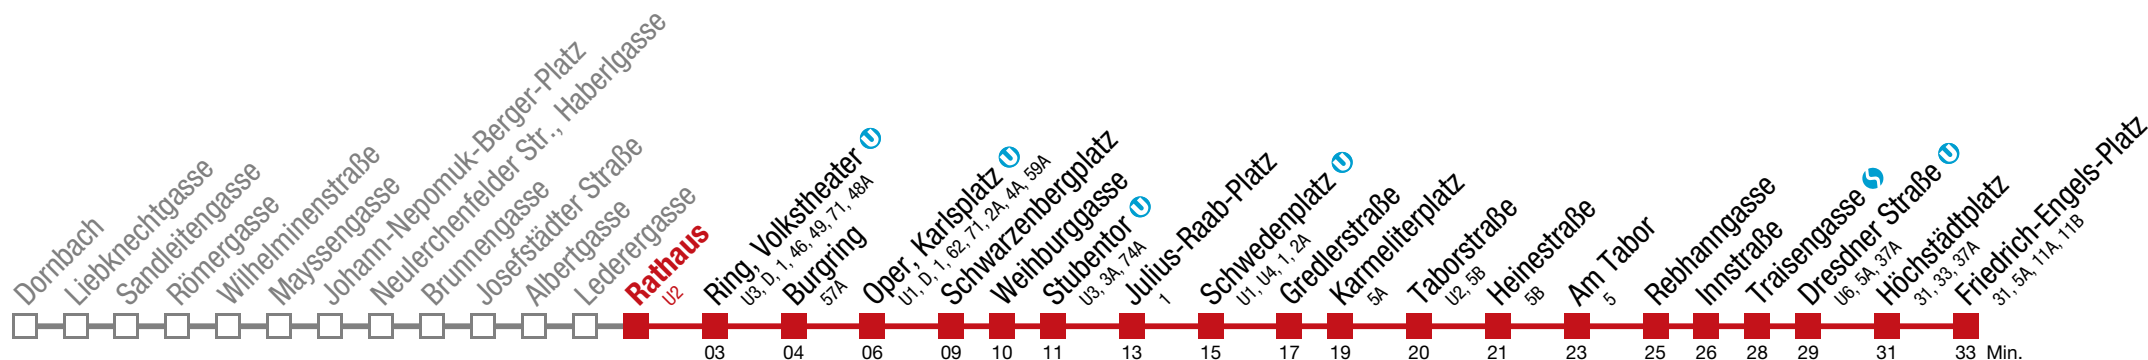 Dornbach
Liebknechtgasse
Sandleitengasse
Römergasse
Wilhelminenstraße
Mayssengasse
Johann-Nepomuk-Berger-Platz
Neulerchenfelder Str., Haberlgasse
Brunnengasse
Josefstädter Straße
Albertgasse
Lederergasse
Rathaus
U2
Ring, Volkstheater U
U3, D, 1, 46, 49, 71, 48A
Burgring
57A
Oper, Karlsplatz U
U1, D, 1, 62, 71, 2A, 4A, 59A
Schwarzenbergplatz
Weihburggasse
Stubentor U
U3, 3A, 74A
Julius-Raab-Platz
1
Schwedenplatz U
U1, U4, 1, 2A
Gredlerstraße
Karmeliterplatz
5A
Taborstraße
U2, 5B
Heinestraße
5B
Am Tabor
5
Rebhanngasse
Innstraße
Traisengasse S
Dresdner Straße U
U6, 5A, 37A
Höchstädtplatz
31, 33, 37A
Friedrich-Engels-Platz
31, 5A, 11A, 11B
03 04 06 09 10 11 13 15 17 19 20 21 23 25 26 28 29 31 33 Min.